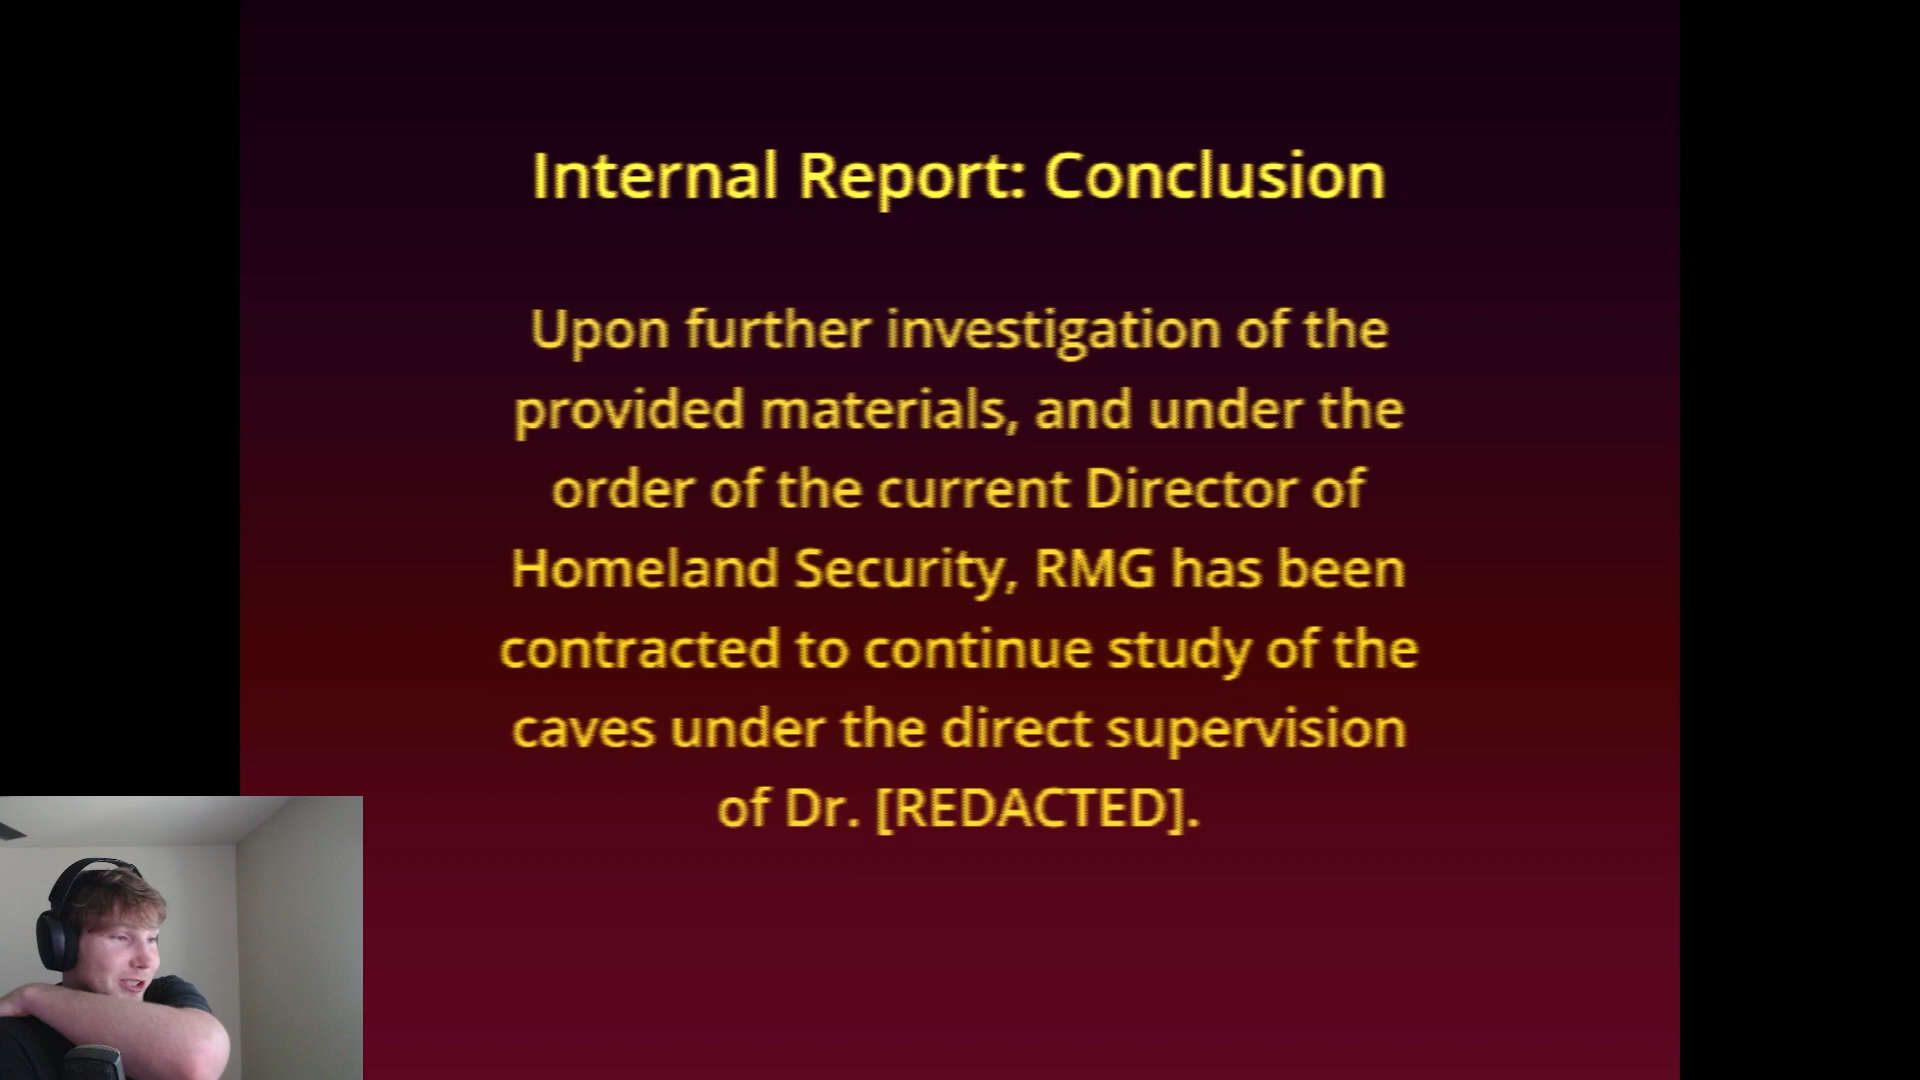 Internal Report: Conclusion
Upon further investigation of the
provided materials, and under the
order of the current Director of
Homeland Security, RMG has been
contracted to continue study of the
caves under the direct supervision
of Dr. [REDACTED].